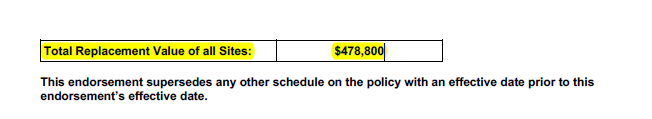 Total Replacement Value of all Sites: $478,800
This endorsement supersedes any other schedule on the policy with an effective date prior to this
endorsement's effective date.